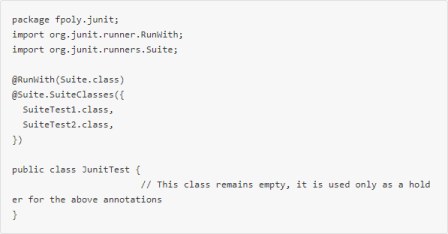 package fpoly.junit;
import org.junit.runner.RunWith;
import org.junit.runners.Suite;

@RunWith(Suite.class)
@Suite.SuiteClasses({
  SuiteTest1.class,
  SuiteTest2.class,
})

public class JunitTest {
                        // This class remains empty, it is used only as a hold
er for the above annotations
}